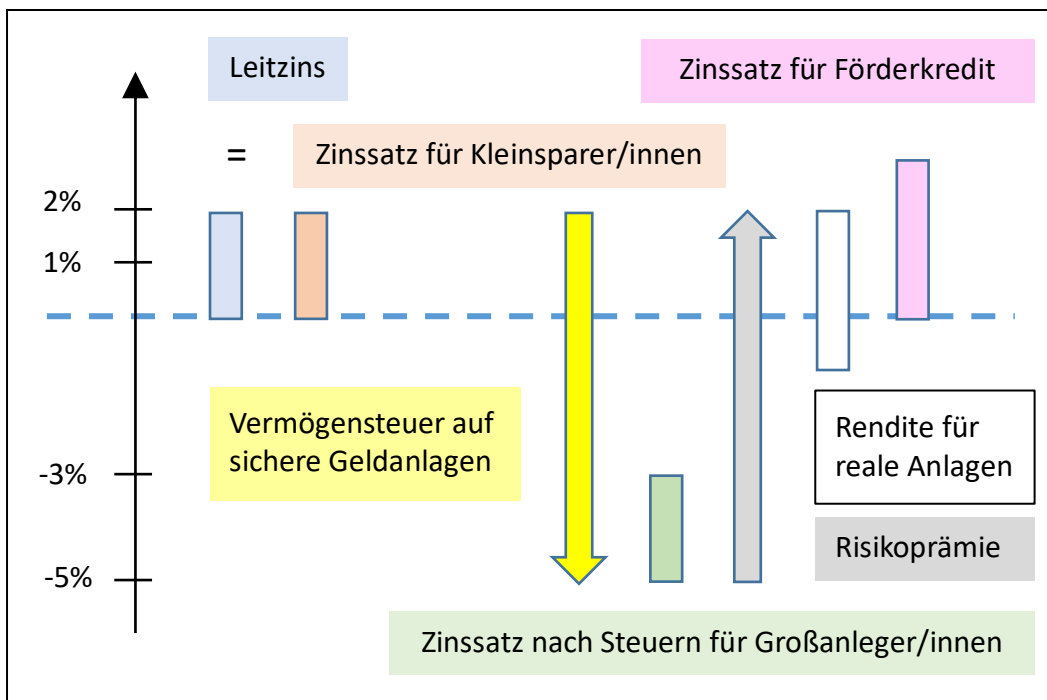 Leitzins
Zinssatz für Förderkredit
=
Zinssatz für Kleinsparer/innen
2%
1%
Vermögensteuer auf
sichere Geldanlagen
Rendite für
reale Anlagen
-3%
Risikoprämie
-5%
Zinssatz nach Steuern für Großanleger/innen